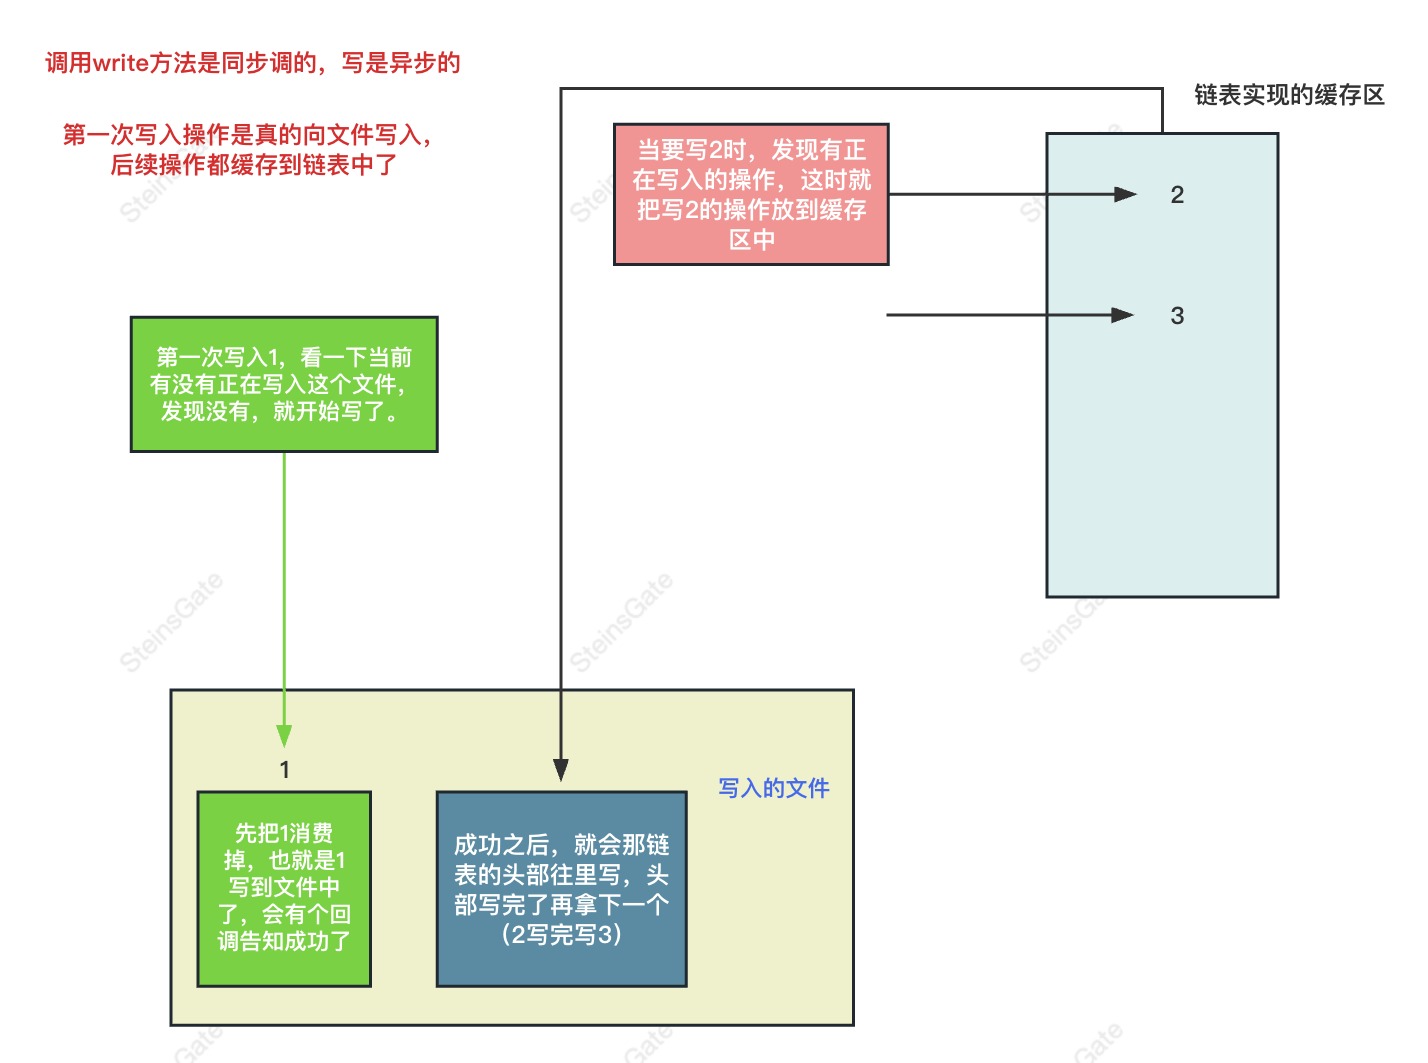 调用write方法是同步调的，写是异步的
第一次写入操作是真的向文件写入，
后续操作都缓存到链表中了
链表实现的缓存区
当要写2时，发现有正
在写入的操作，这时就
把写2的操作放到缓存
区中
2
3
第一次写入1，看一下当前
有没有正在写入这个文件，
发现没有，就开始写了。
1
写入的文件
先把1消费
掉，也就是1
写到文件中
了，会有个回
调告知成功了
成功之后，就会那链
表的头部往里写，头
部写完了再拿下一个
（2写完写3）
SteinsGate
SteinsGate
SteinsGate
SteinsGate
SteinsGate
SteinsGate
SteinsGate
SteinsGate
SteinsGate